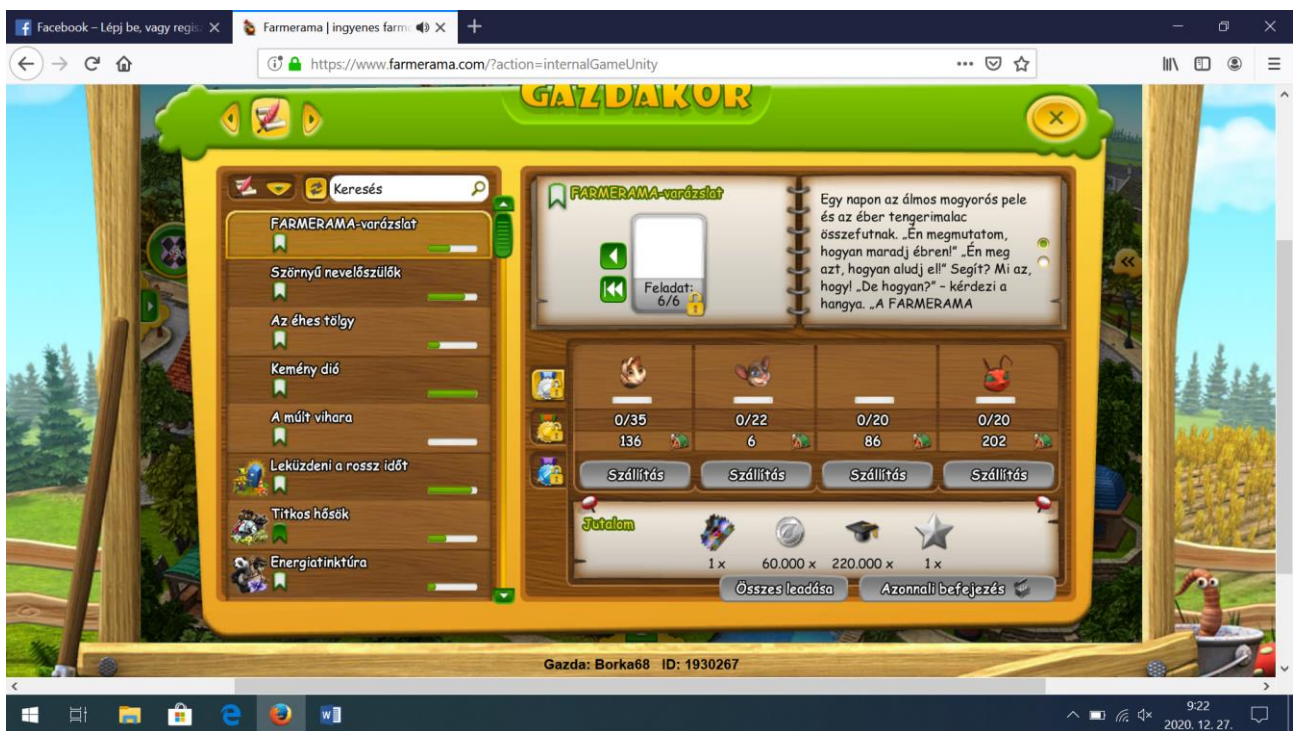 Facebook – Lépj be, vagy regis
Farmerama | ingyenes farm
https://www.farmerama.com/?action=internalGameUnity
GAZDAKÖR
Keresés
FARMERAMA-varázslat
Szörnyű nevelőszülők
Az éhes tölgy
Kemény dió
A múlt vihara
Leküzdeni a rossz időt
Titkos hősök
Energiatinktúra
FARMERAMA-varázslat
Feladat:
6/6
Egy napon az álmos mogyorós pele
és az éber tengerimalac
összefutnak. „Én megmutatom,
hogyan maradj ébren!" „Én meg
azt, hogyan aludj el!" Segít? Mi az,
hogy! „De hogyan?" – kérdezi a
hangya. „A FARMERAMA
0/35 0/22 0/20 0/20
136 6 86 202
Szállítás Szállítás Szállítás Szállítás
Jutalom
1 x 60.000 x 220.000 x 1 x
Összes leadása Azonnali befejezés
Gazda: Borka68 ID: 1930267
9:22
2020. 12. 27.